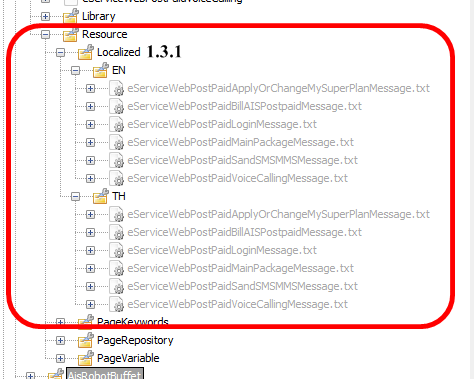 eServiceWebPostPaidVoiceCalling
Library
Resource
Localized 1.3.1
EN
eServiceWebPostPaidApplyOrChangeMySuperPlanMessage.txt
eServiceWebPostPaidBillAISPostpaidMessage.txt
eServiceWebPostPaidLoginMessage.txt
eServiceWebPostPaidMainPackageMessage.txt
eServiceWebPostPaidSandSMSMMSMessage.txt
eServiceWebPostPaidVoiceCallingMessage.txt
TH
eServiceWebPostPaidApplyOrChangeMySuperPlanMessage.txt
eServiceWebPostPaidBillAISPostpaidMessage.txt
eServiceWebPostPaidLoginMessage.txt
eServiceWebPostPaidMainPackageMessage.txt
eServiceWebPostPaidSandSMSMMSMessage.txt
eServiceWebPostPaidVoiceCallingMessage.txt
PageKeywords
PageRepository
PageVariable
AisRobotBuffet